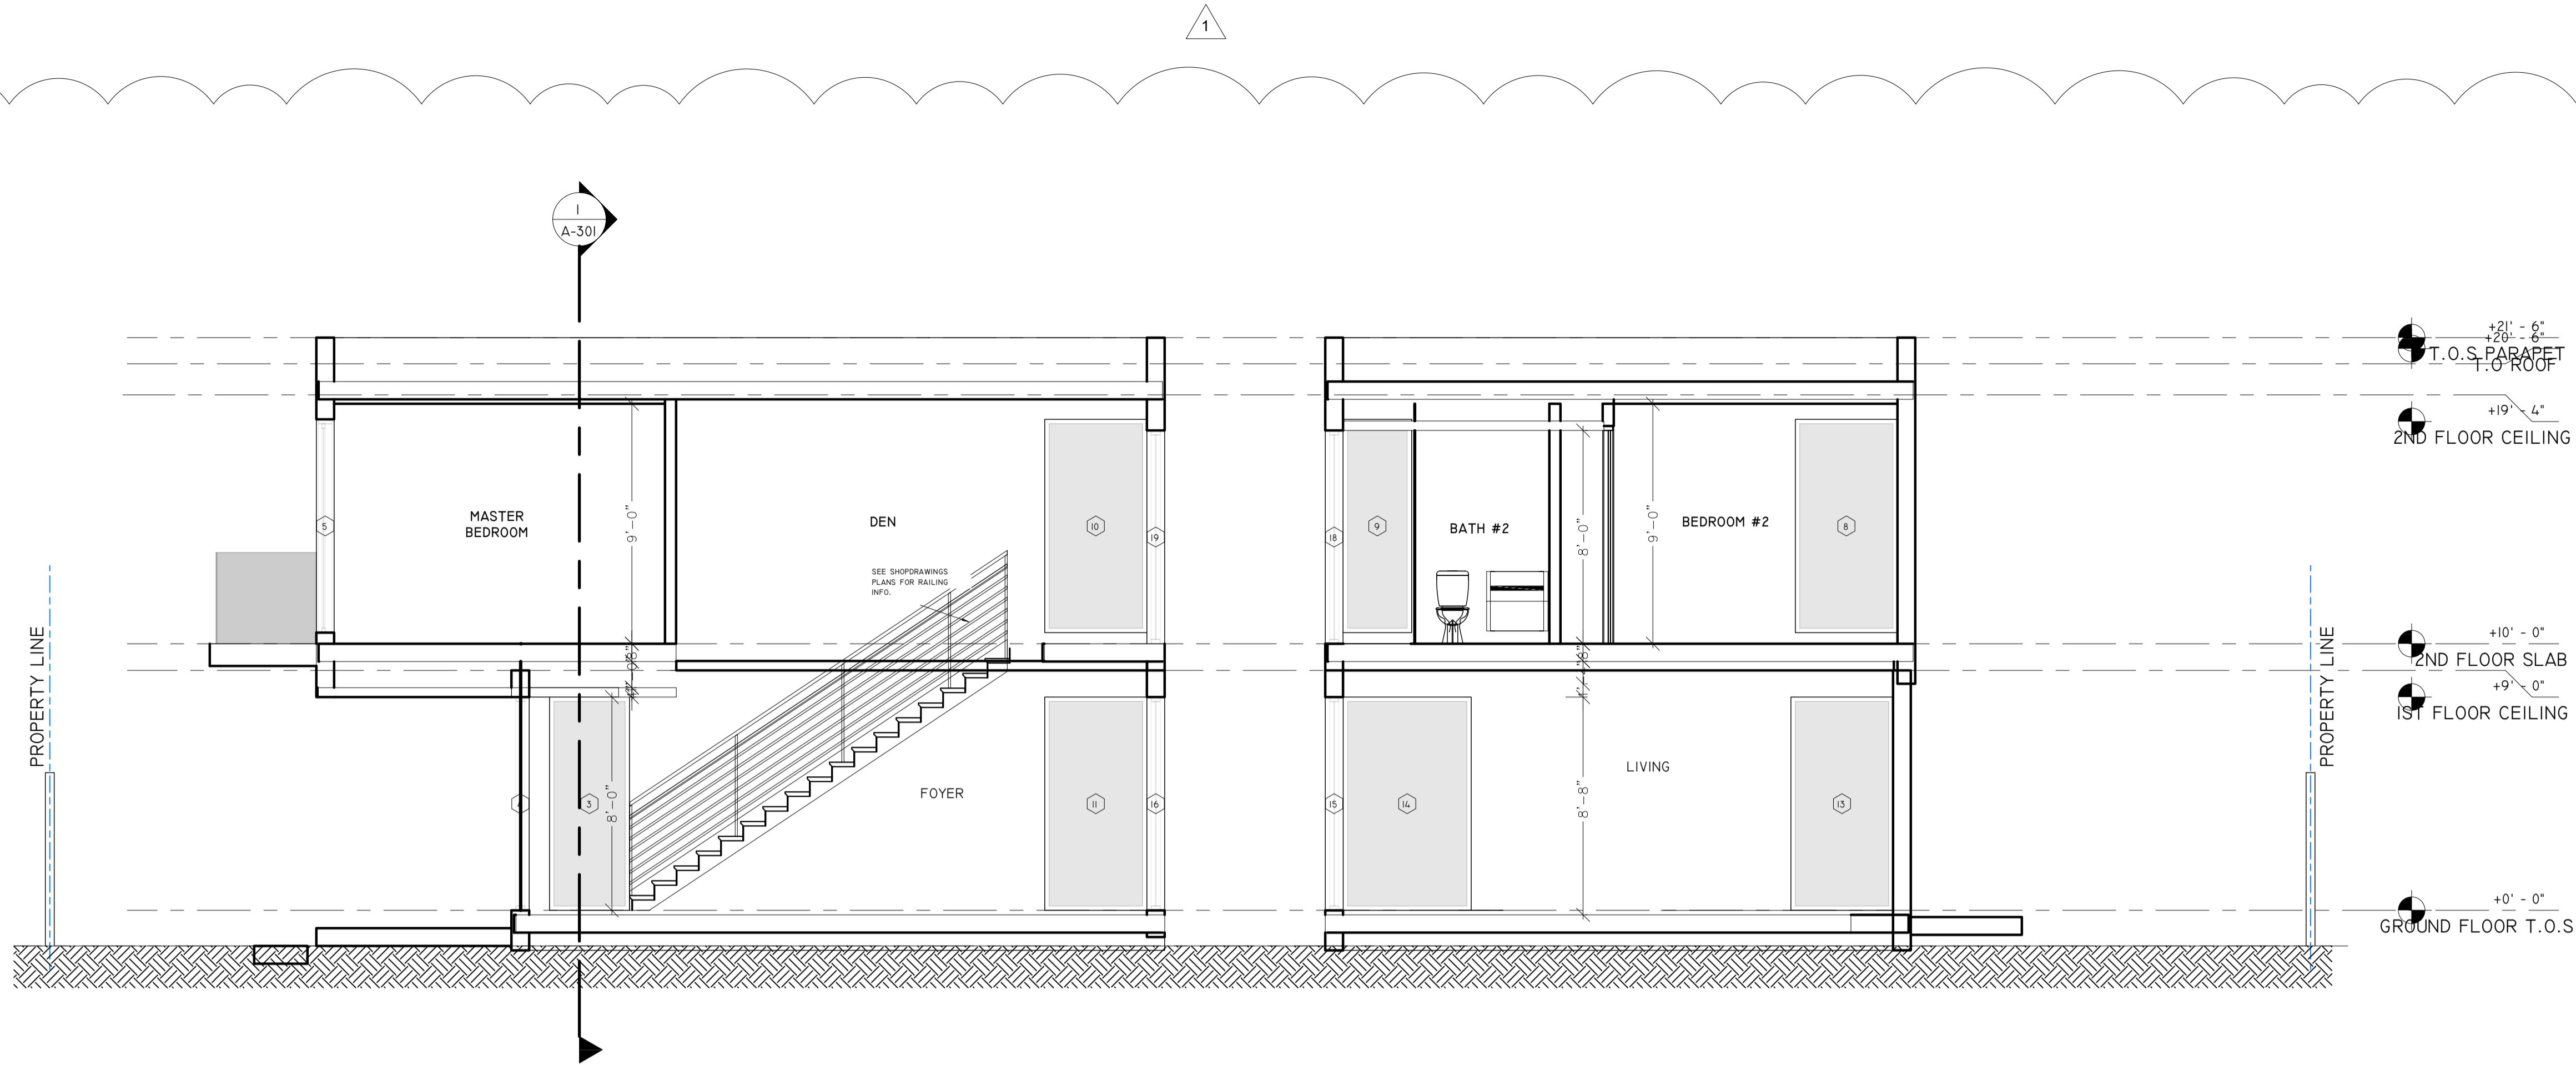 1
1
A-301
+21' - 6"
+20' - 6"
T.O.S PARAPET
T.O ROOF
+19' - 4"
2ND FLOOR CEILING
MASTER
BEDROOM
DEN
BATH #2
BEDROOM #2
5
10
19
18
9
8
9'-0"
8'-0"
9'-0"
SEE SHOPDRAWINGS
PLANS FOR RAILING
INFO.
+10' - 0"
2ND FLOOR SLAB
+9' - 0"
1ST FLOOR CEILING
PROPERTY LINE
PROPERTY LINE
FOYER
LIVING
3
11
16
15
14
13
8'-0"
8'-8"
+0' - 0"
GROUND FLOOR T.O.S